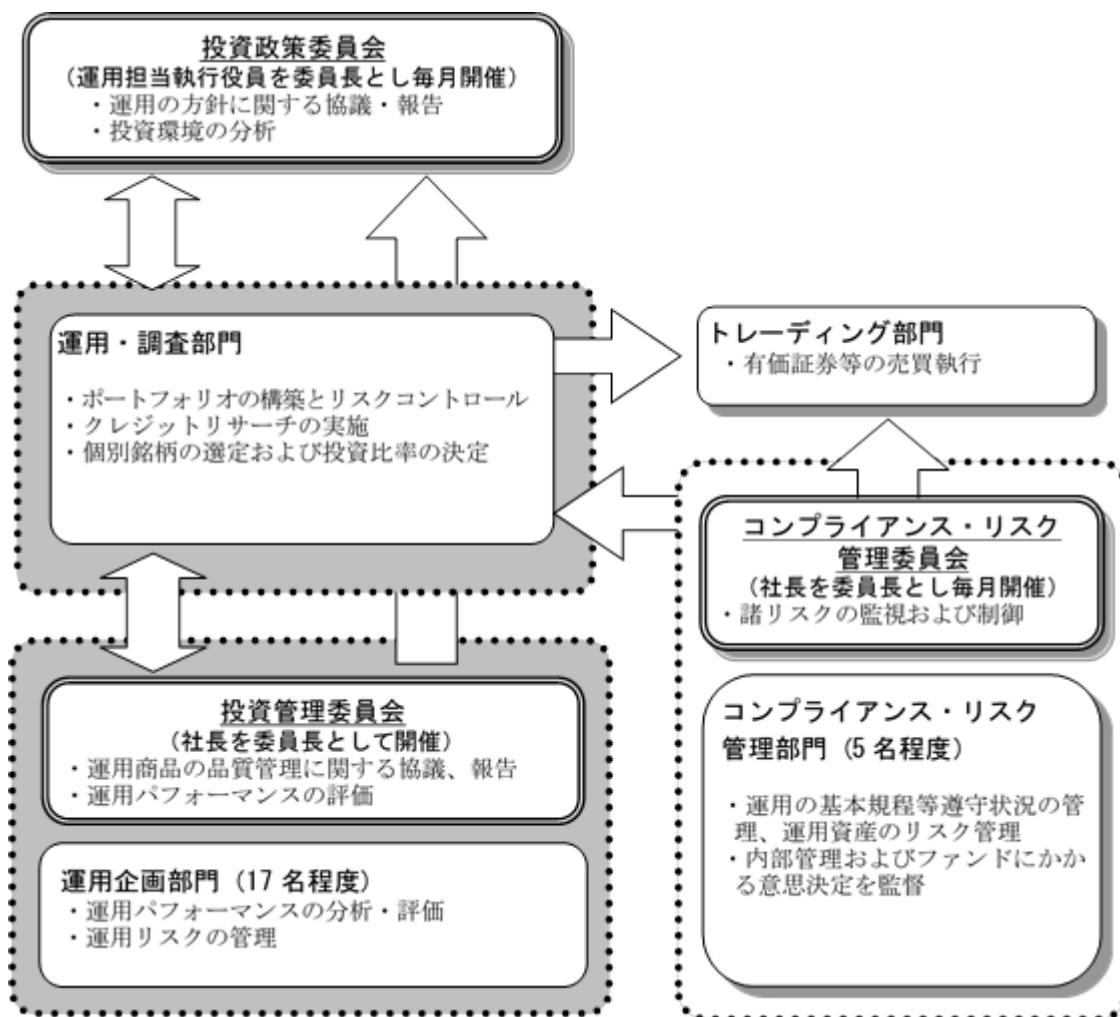 投資政策委員会
（運用担当執行役員を委員長とし毎月開催）
・運用の方針に関する協議・報告
・投資環境の分析
運用・調査部門
・ポートフォリオの構築とリスクコントロール
・クレジットリサーチの実施
・個別銘柄の選定および投資比率の決定
トレーディング部門
・有価証券等の売買執行
コンプライアンス・リスク
管理委員会
（社長を委員長とし毎月開催）
・諸リスクの監視および制御
投資管理委員会
（社長を委員長として開催）
・運用商品の品質管理に関する協議、報告
・運用パフォーマンスの評価
運用企画部門（17 名程度）
・運用パフォーマンスの分析・評価
・運用リスクの管理
コンプライアンス・リスク
管理部門（5 名程度）
・運用の基本規程等遵守状況の管
理、運用資産のリスク管理
・内部管理およびファンドにかか
る意思決定を監督